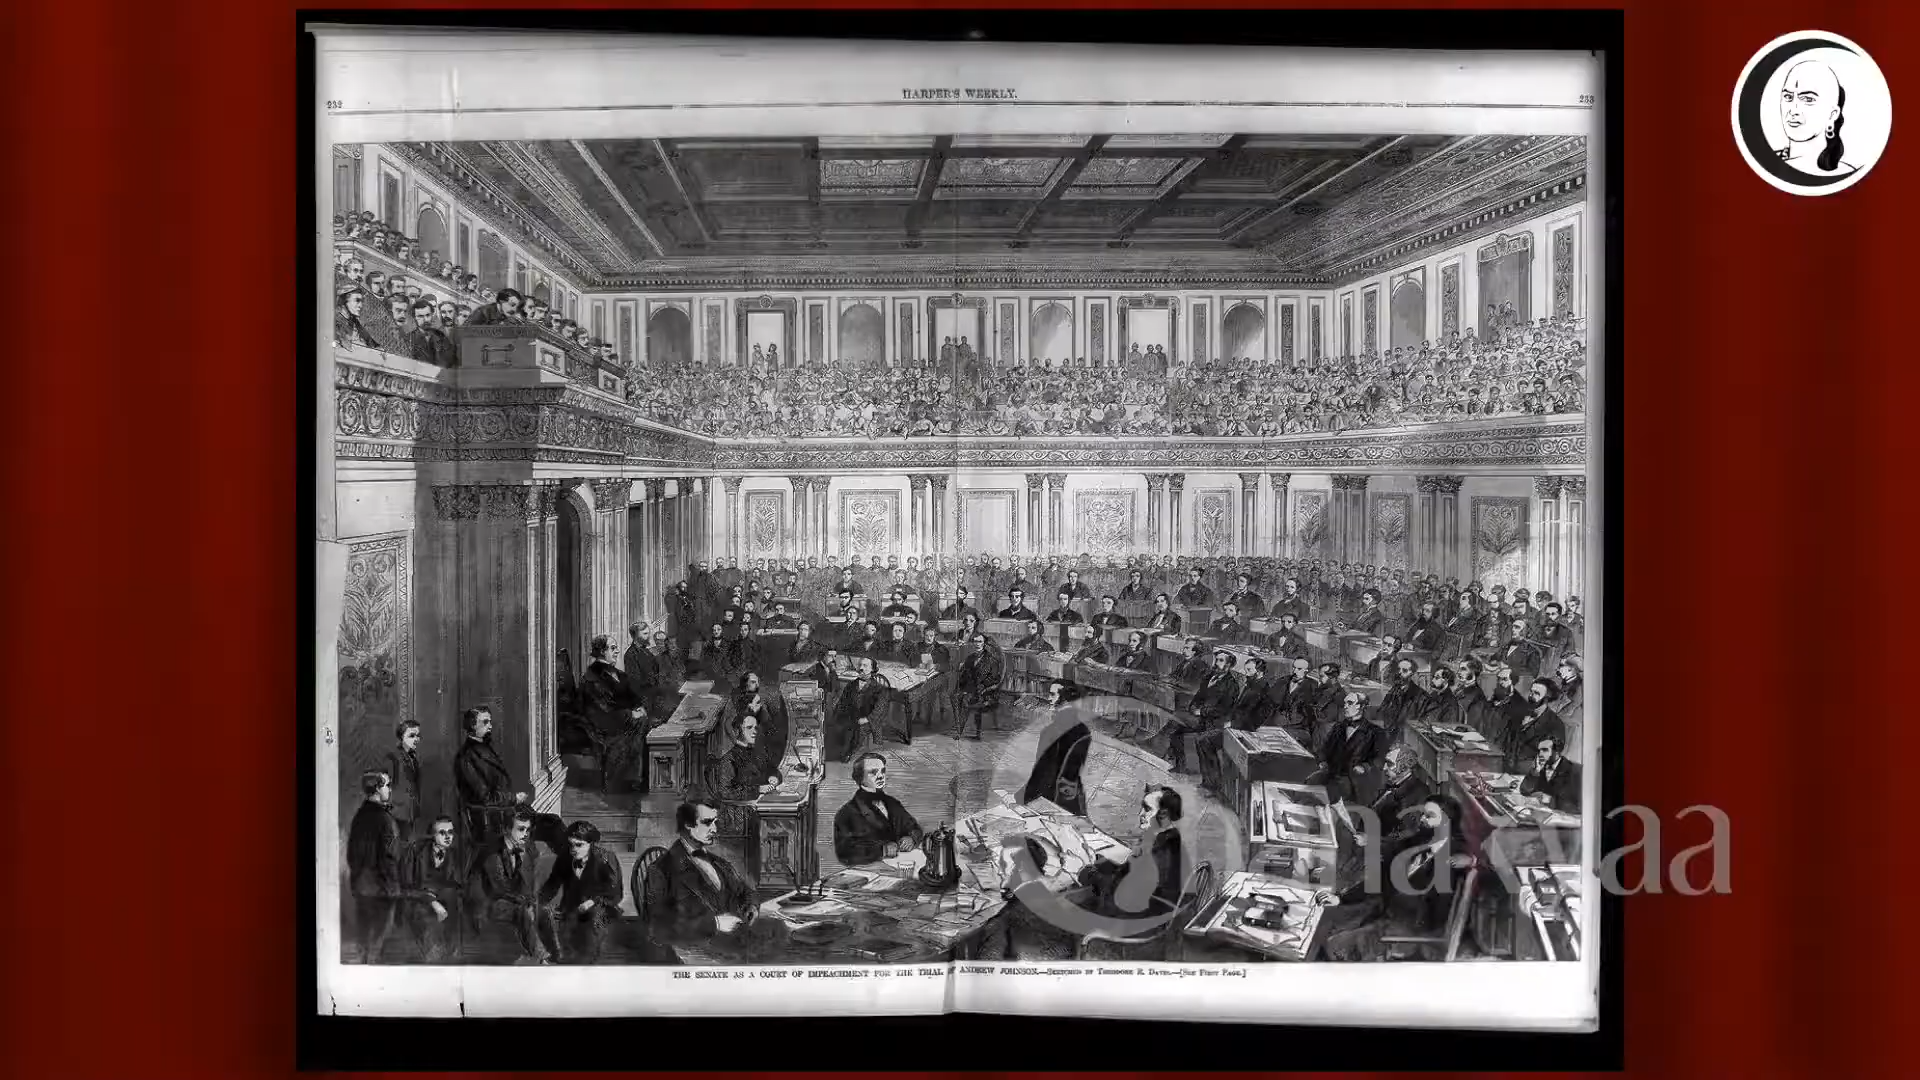 HARPER'S WEEKLY.
232
233
THE SENATE AS A COURT OF IMPEACHMENT FOR THE TRIAL ANDREW JOHNSON.—SKETCHED BY THEODORE R. DAVIS.—[SEE FIRST PAGE.]